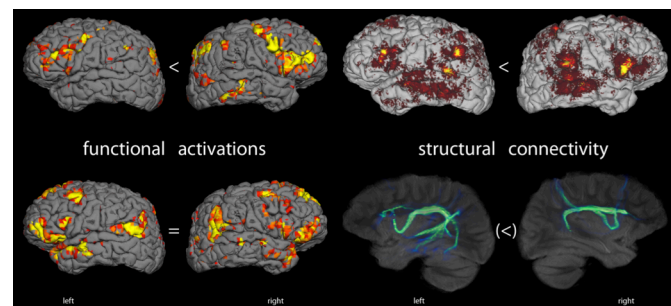 < <
functional activations structural connectivity
= (<)
left right left right